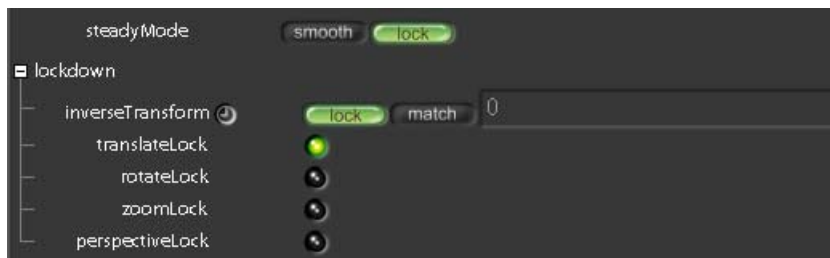 steadyMode smooth lock
lockdown
inverseTransform lock match 0
translateLock
rotateLock
zoomLock
perspectiveLock